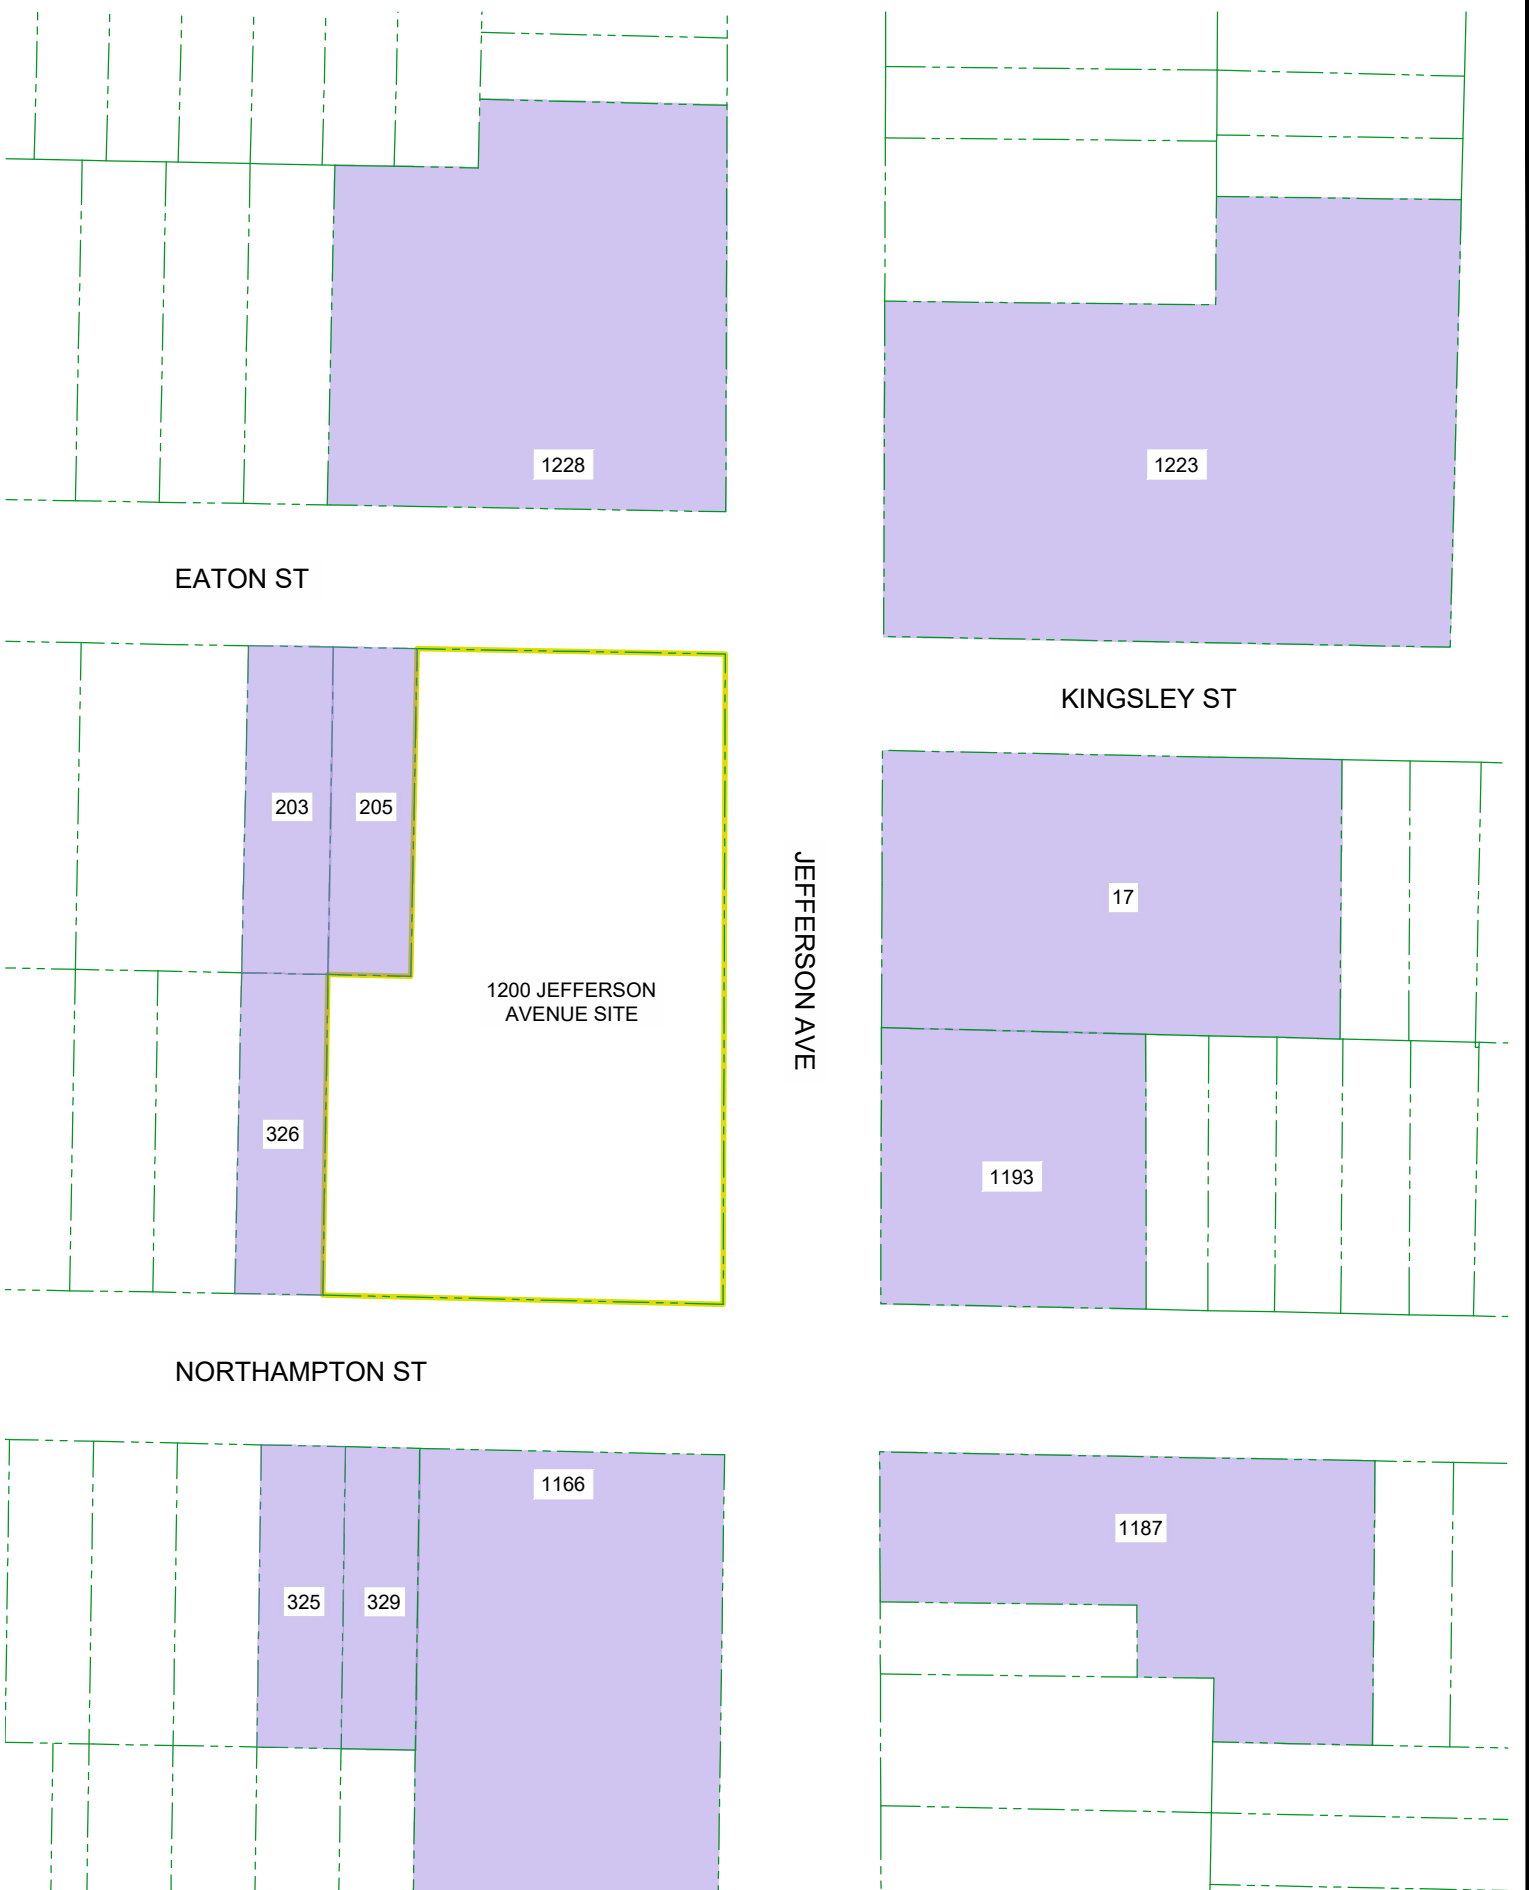 1228
1223
EATON ST
KINGSLEY ST
203
205
17
JEFFERSON AVE
1200 JEFFERSON
AVENUE SITE
326
1193
NORTHAMPTON ST
1166
1187
325
329